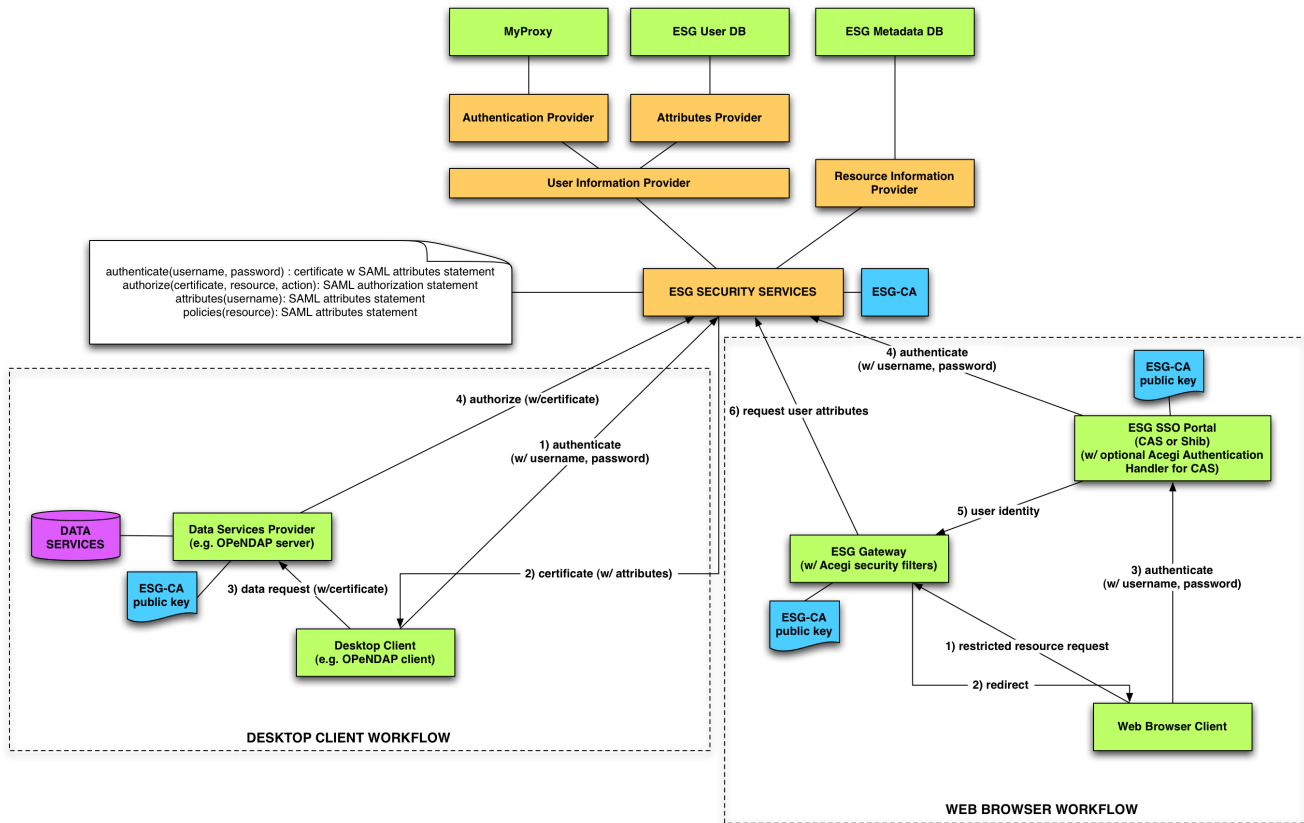 MyProxy
ESG User DB
ESG Metadata DB
Authentication Provider
Attributes Provider
User Information Provider
Resource Information
Provider
authenticate(username, password) : certificate w SAML attributes statement
authorize(certificate, resource, action): SAML authorization statement
attributes(username): SAML attributes statement
policies(resource): SAML attributes statement
ESG SECURITY SERVICES
ESG-CA
4) authenticate
(w/ username, password)
ESG-CA
public key
4) authorize (w/certificate)
6) request user attributes
1) authenticate
(w/ username, password)
ESG SSO Portal
(CAS or Shib)
(w/ optional Acegi Authentication
Handler for CAS)
5) user identity
DATA
SERVICES
Data Services Provider
(e.g. OPeNDAP server)
ESG Gateway
(w/ Acegi security filters)
2) certificate (w/ attributes)
3) authenticate
(w/ username, password)
ESG-CA
public key
3) data request (w/certificate)
ESG-CA
public key
Desktop Client
(e.g. OPeNDAP client)
1) restricted resource request
2) redirect
Web Browser Client
DESKTOP CLIENT WORKFLOW
WEB BROWSER WORKFLOW